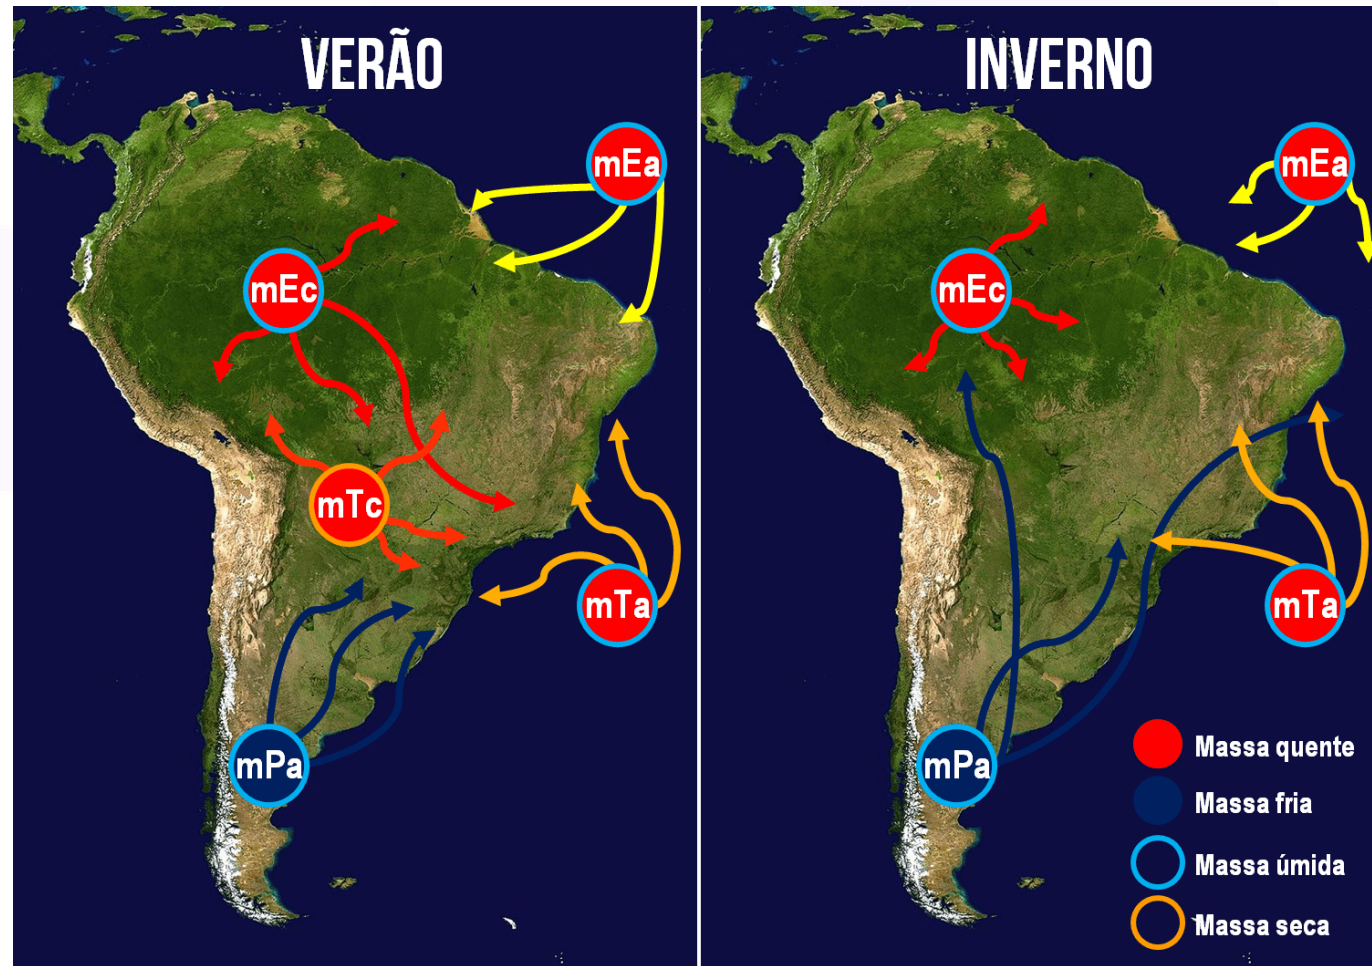 VERÃO
mEa
mEc
mTc
mTa
mPa
INVERNO
mEa
mEc
mTa
mPa
Massa quente
Massa fria
Massa úmida
Massa seca